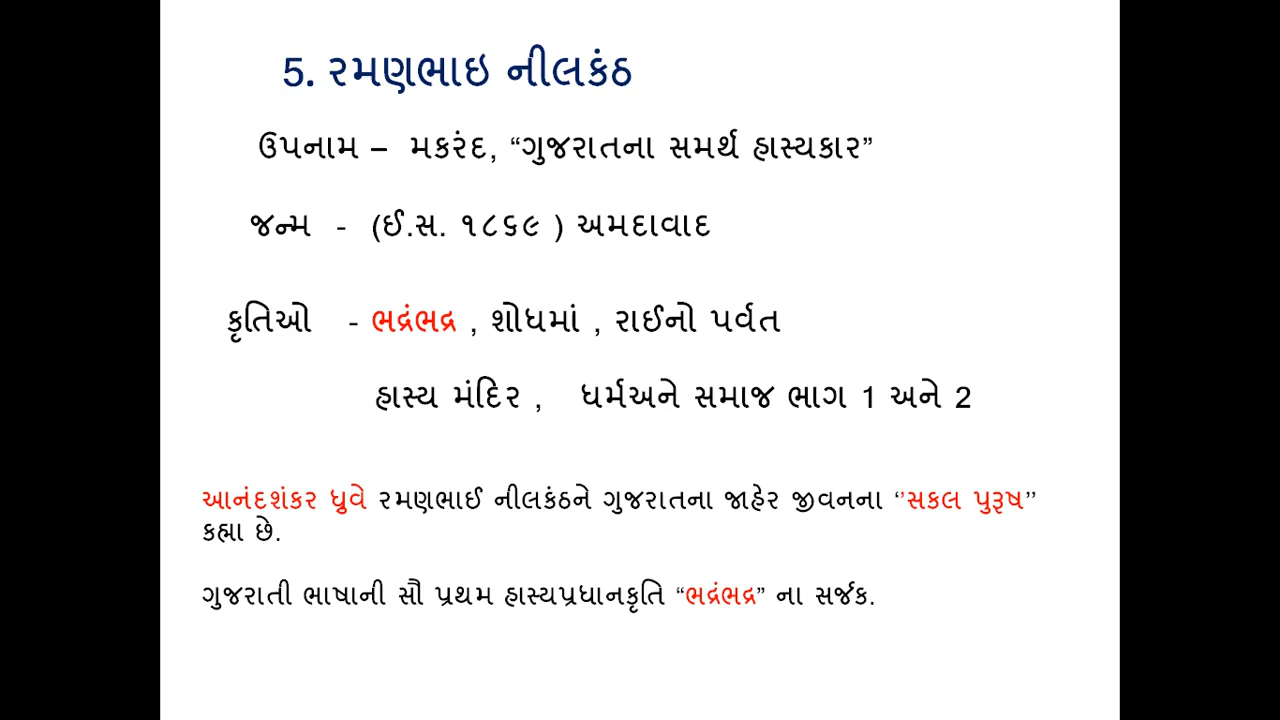 5. રમણભાઇ નીલકંઠ
ઉપનામ – મકરંદ, “ગુજરાતના સમર્થ હાસ્યકાર”
જન્મ - (ઈ.સ. ૧૮૬૯ ) અમદાવાદ
કૃતિઓ - ભદ્રંભદ્ર , શોધમાં , રાઈનો પર્વત
હાસ્ય મંદિર , ધર્મઅને સમાજ ભાગ 1 અને 2
આનંદશંકર ધ્રુવે રમણભાઈ નીલકંઠને ગુજરાતના જાહેર જીવનના ‘’સકલ પુરૂષ’’
કહ્યા છે.
ગુજરાતી ભાષાની સૌ પ્રથમ હાસ્યપ્રધાનકૃતિ “ભદ્રંભદ્ર” ના સર્જક.